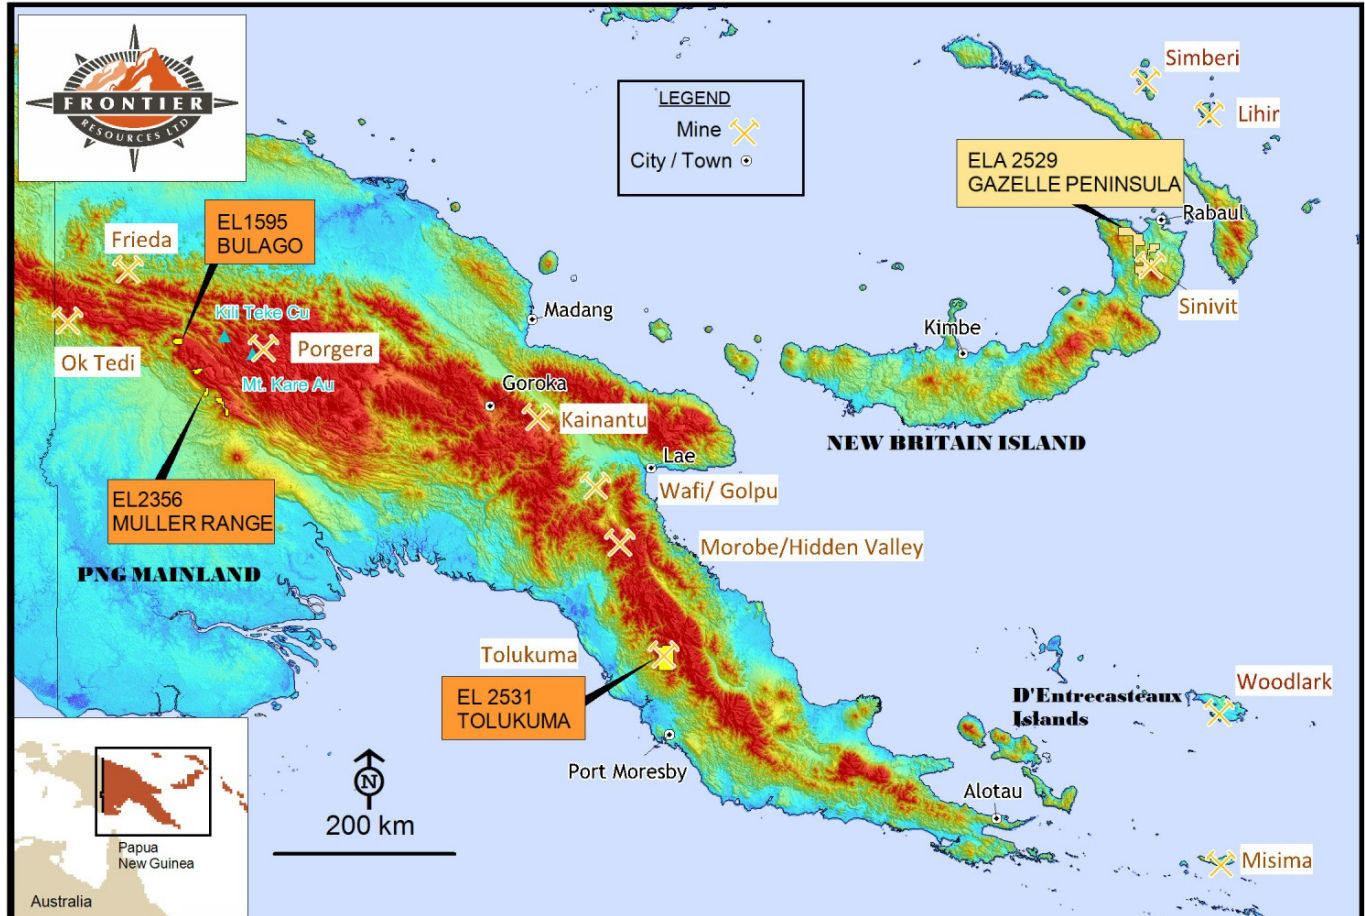 FRONTIER
RESOURCES LTD
LEGEND
Mine
City / Town
Simberi
Lihir
ELA 2529
GAZELLE PENINSULA
Rabaul
Sinivit
Kimbe
NEW BRITAIN ISLAND
EL1595
BULAGO
Frieda
Kili Teke Cu
Ok Tedi
Porgera
Mt. Kare Au
Madang
Goroka
Kainantu
Lae
Wafi/ Golpu
EL2356
MULLER RANGE
Morobe/Hidden Valley
PNG MAINLAND
Tolukuma
EL 2531
TOLUKUMA
Port Moresby
D'Entrecasteaux
Islands
Woodlark
Alotau
Misima
N
200 km
Papua
New Guinea
Australia